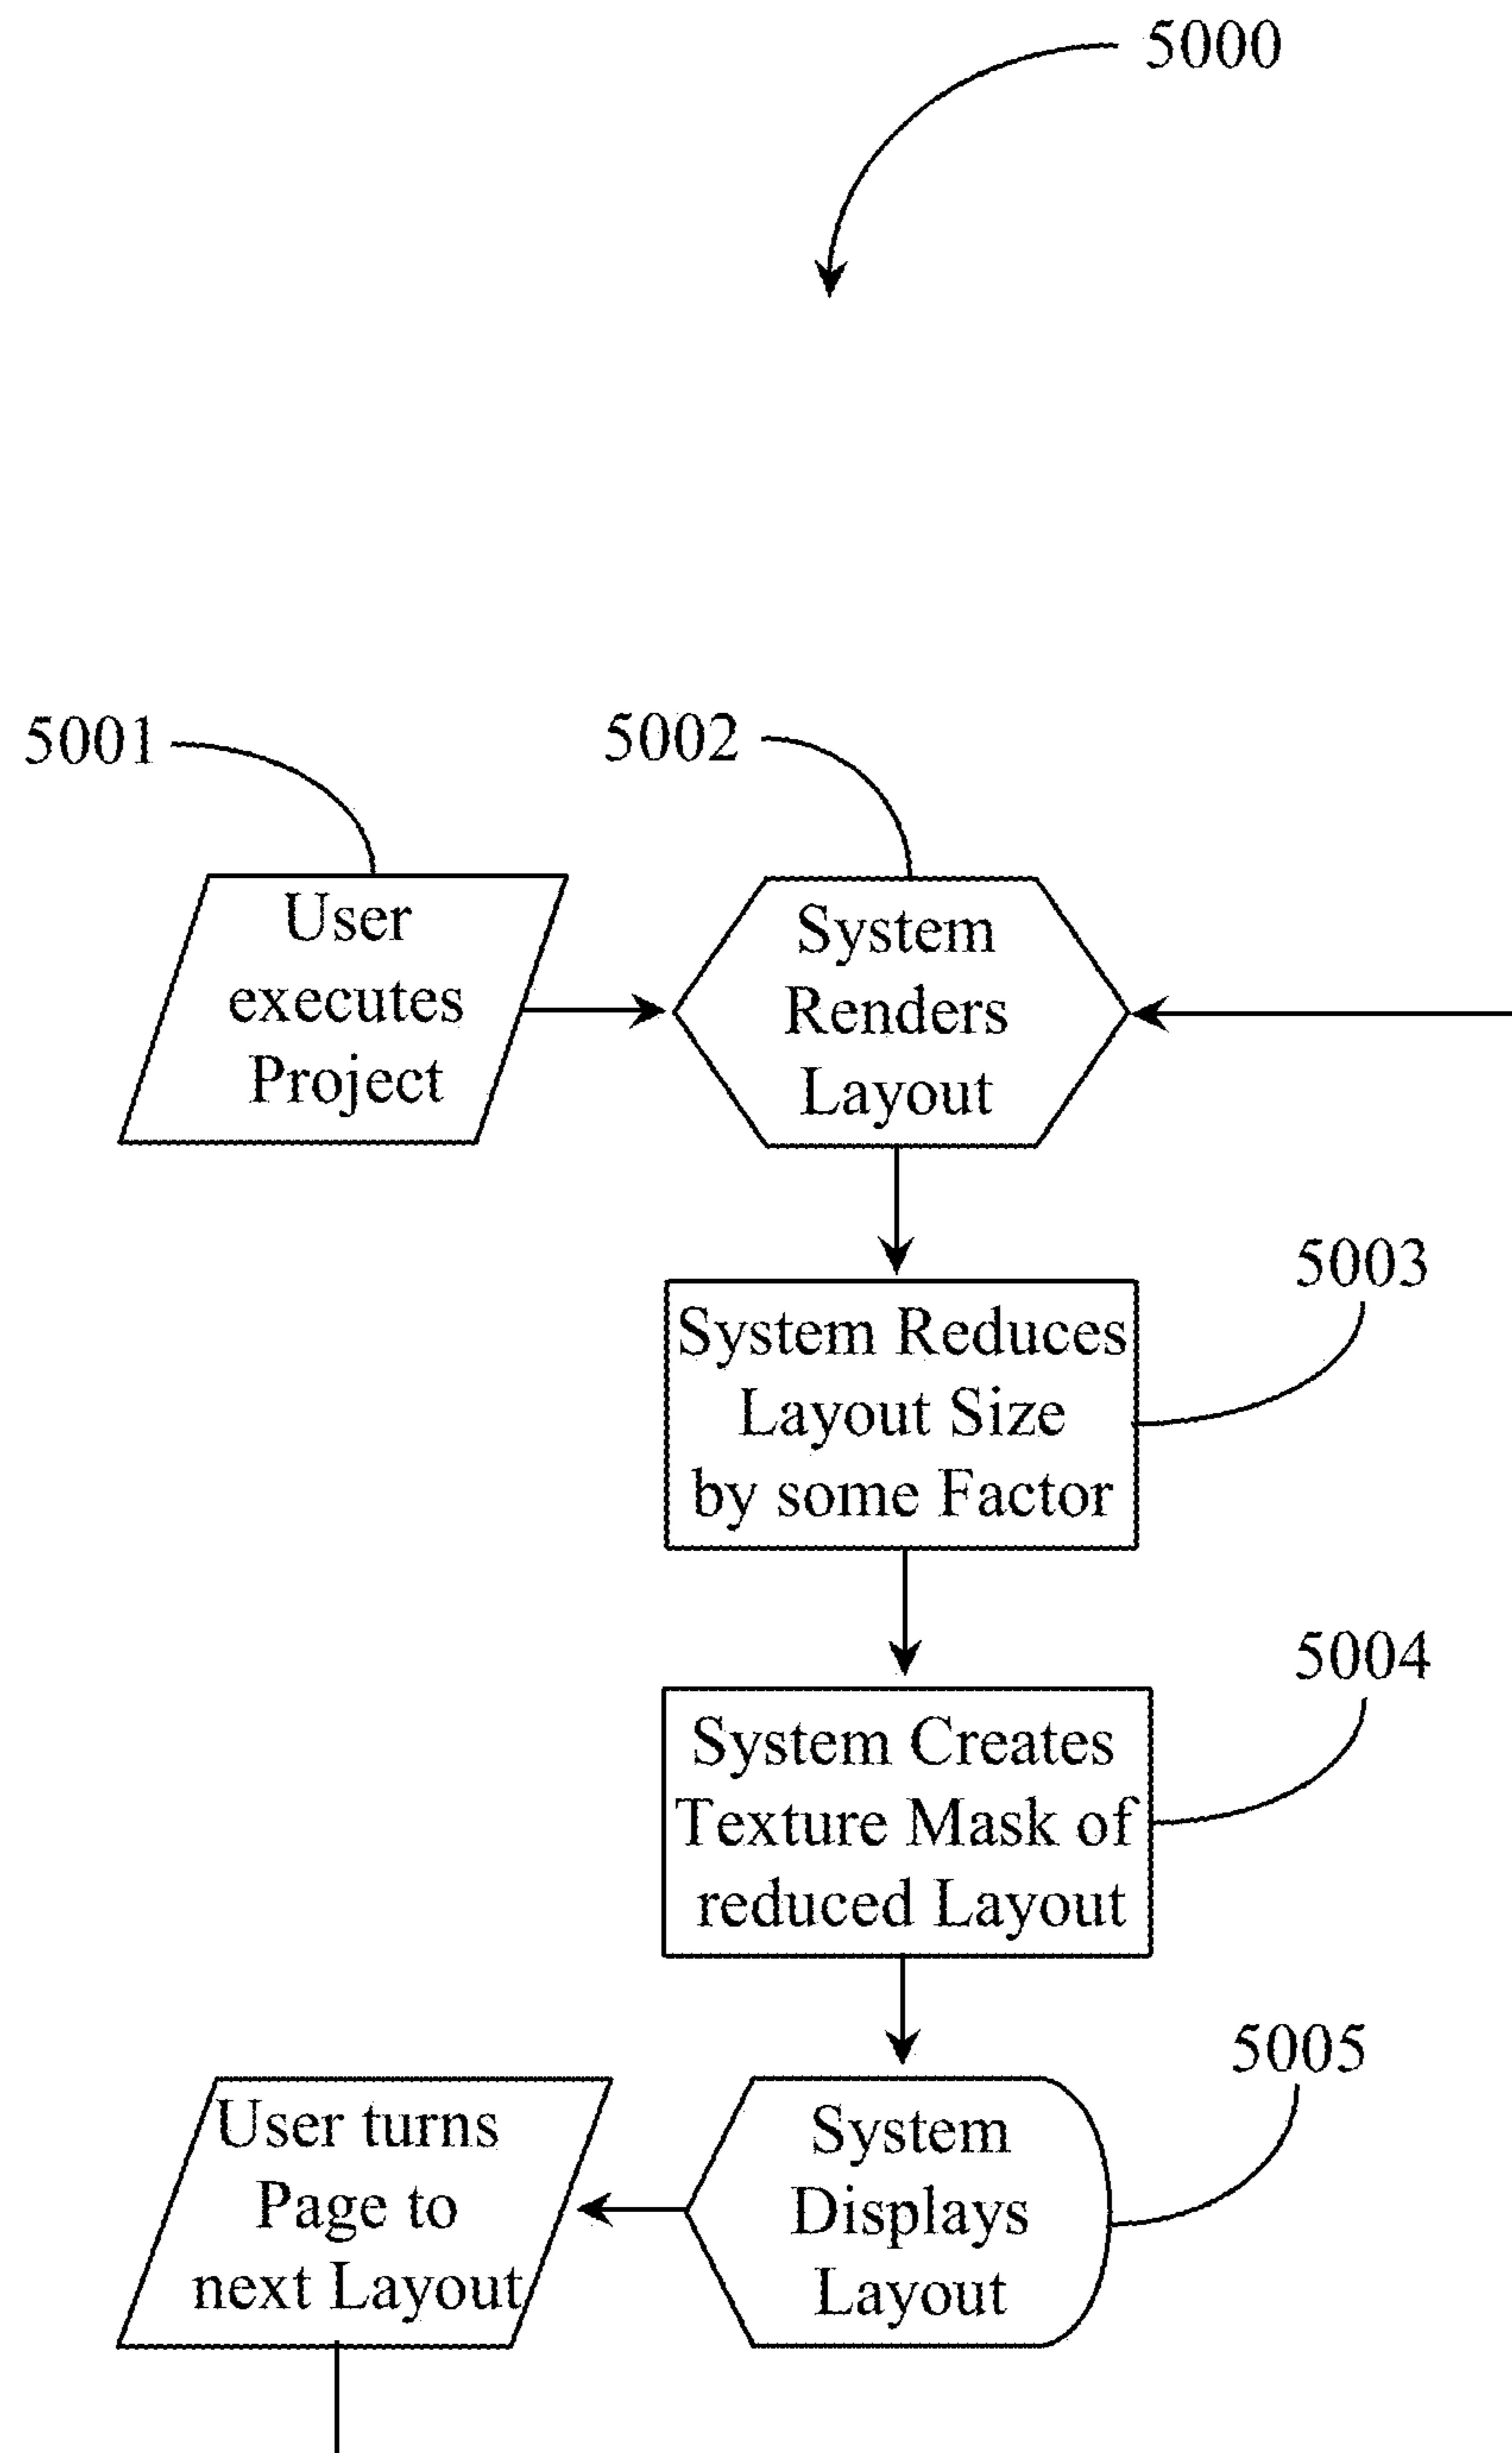 5000
5001
5002
User
executes
Project
System
Renders
Layout
5003
System Reduces
Layout Size
by some Factor
5004
System Creates
Texture Mask of
reduced Layout
5005
User turns
Page to
next Layout
System
Displays
Layout